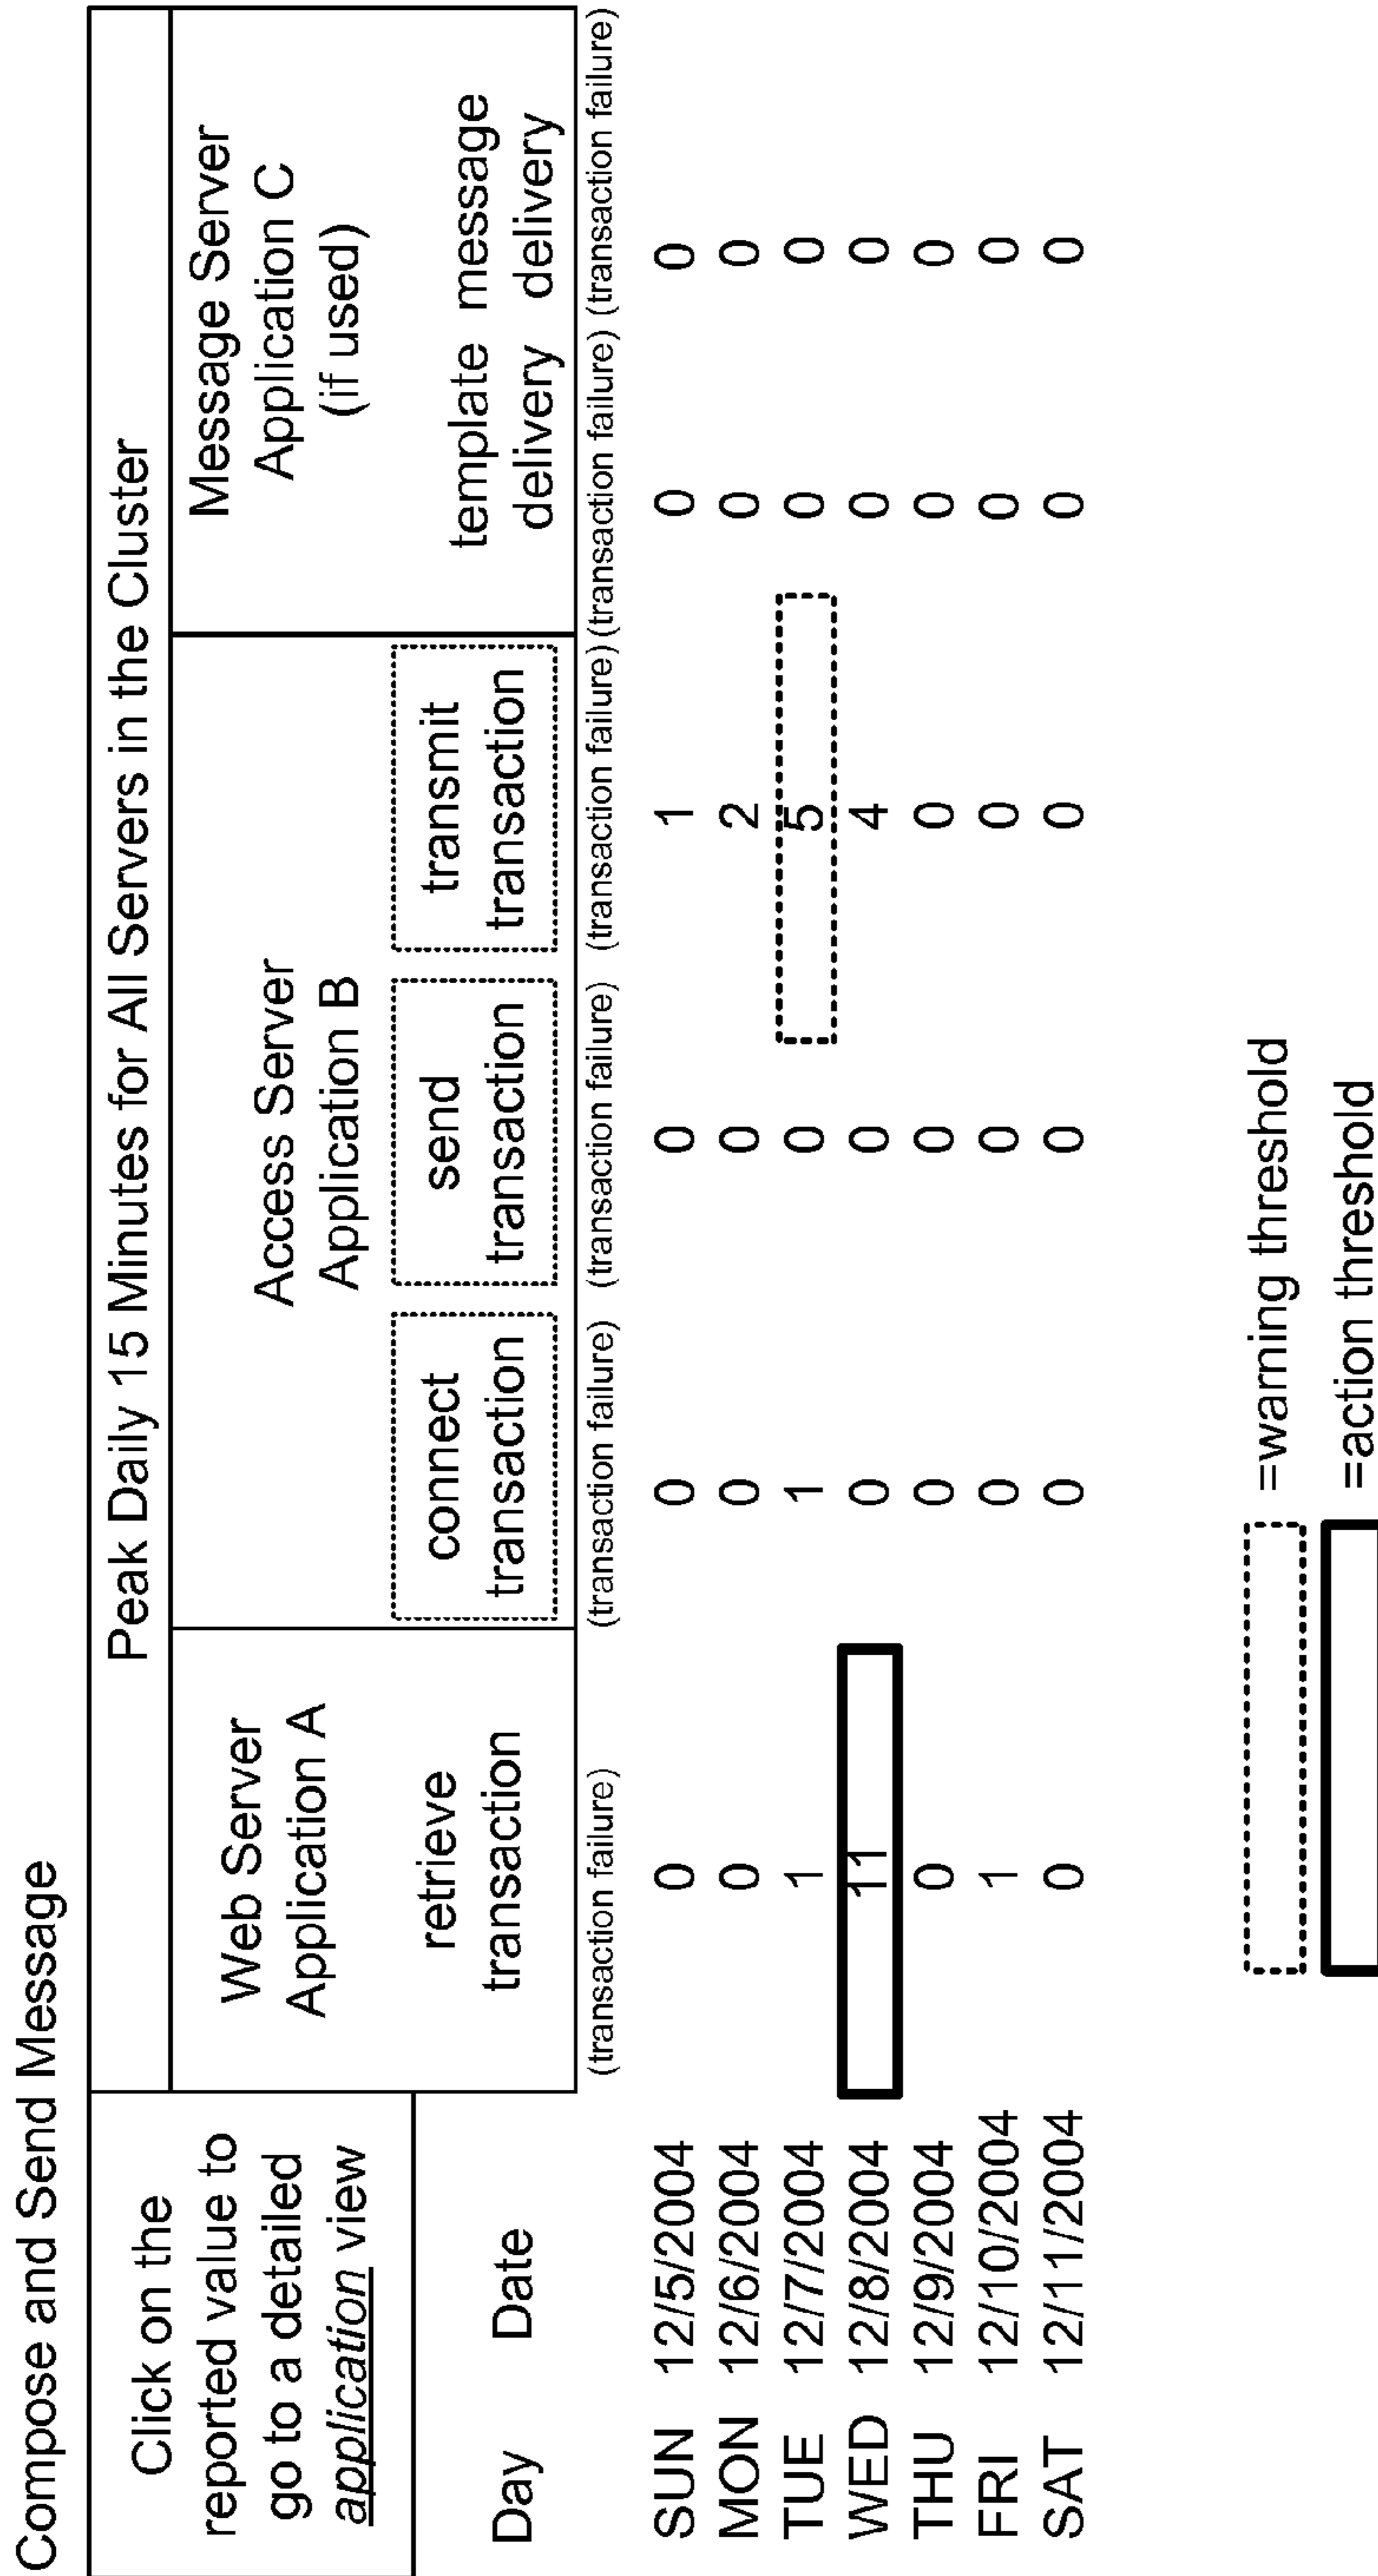 Compose and Send Message
Click on the
reported value to
go to a detailed
application view
Day Date
Peak Daily 15 Minutes for All Servers in the Cluster
Web Server
Application A
retrieve
transaction
Access Server
Application B
connect
transaction
send
transaction
transmit
transaction
Message Server
Application C
(if used)
template message
delivery delivery
(transaction failure) (transaction failure) (transaction failure) (transaction failure) (transaction failure) (transaction failure)
SUN 12/5/2004 0 0 0 1 0 0
MON 12/6/2004 0 0 0 2 0 0
TUE 12/7/2004 1 1 0 5 0 0
WED 12/8/2004 11 0 0 4 0 0
THU 12/9/2004 0 0 0 0 0 0
FRI 12/10/2004 1 0 0 0 0 0
SAT 12/11/2004 0 0 0 0 0 0
=warning threshold
=action threshold